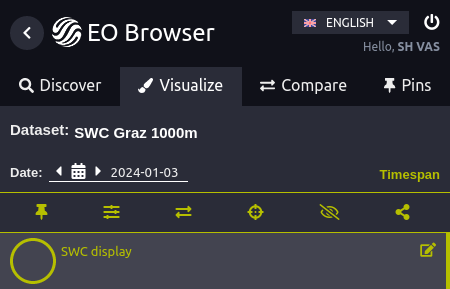 EO Browser
ENGLISH
Hello, SH VAS
Discover
Visualize
Compare
Pins
Dataset: SWC Graz 1000m
Date: 2024-01-03
Timespan
SWC display